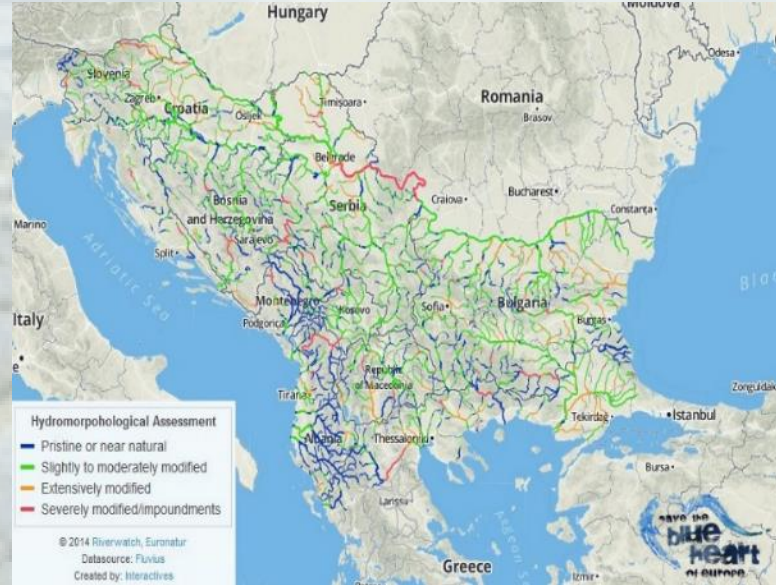 Hungary
Moldova
Odesa
Slovenia
Zagreb
Croatia
Osijek
Timișoara
Romania
Brasov
Belgrade
Bosnia
and Herzegovina
Sarajevo
Serbia
Craiova
Bucharest
Constanța
Marino
Split
Adriatic Sea
Montenegro
Podgorica
Kosovo
Sofia
Bulgaria
Burgas
Italy
Republic
of Macedonia
Tirana
Albania
Thessaloniki
Tekirdağ
Istanbul
Zonguldak
Bursa
Larissa
Aegean
Greece
Izmir
Hydromorphological Assessment
Pristine or near natural
Slightly to moderately modified
Extensively modified
Severely modified/impoundments
© 2014 Riverwatch, Euronatur
Datasource: Fluvius
Created by: Interactives
save the
blue
heart
of europe